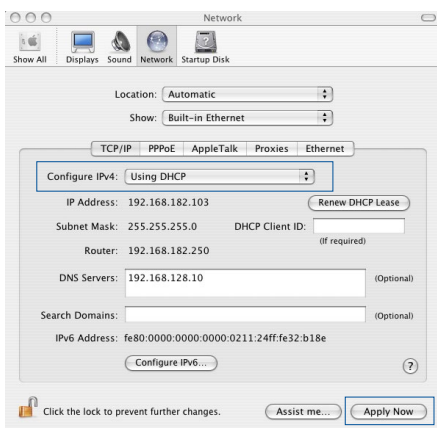 Network
Show All Displays Sound Network Startup Disk
Location: Automatic
Show: Built-in Ethernet
TCP/IP PPPoE AppleTalk Proxies Ethernet
Configure IPv4: Using DHCP
IP Address: 192.168.182.103 Renew DHCP Lease
Subnet Mask: 255.255.255.0 DHCP Client ID:
(If required)
Router: 192.168.182.250
DNS Servers: 192.168.128.10 (Optional)
Search Domains: (Optional)
IPv6 Address: fe80:0000:0000:0000:0211:24ff:fe32:b18e
Configure IPv6... ?
Click the lock to prevent further changes. Assist me... Apply Now